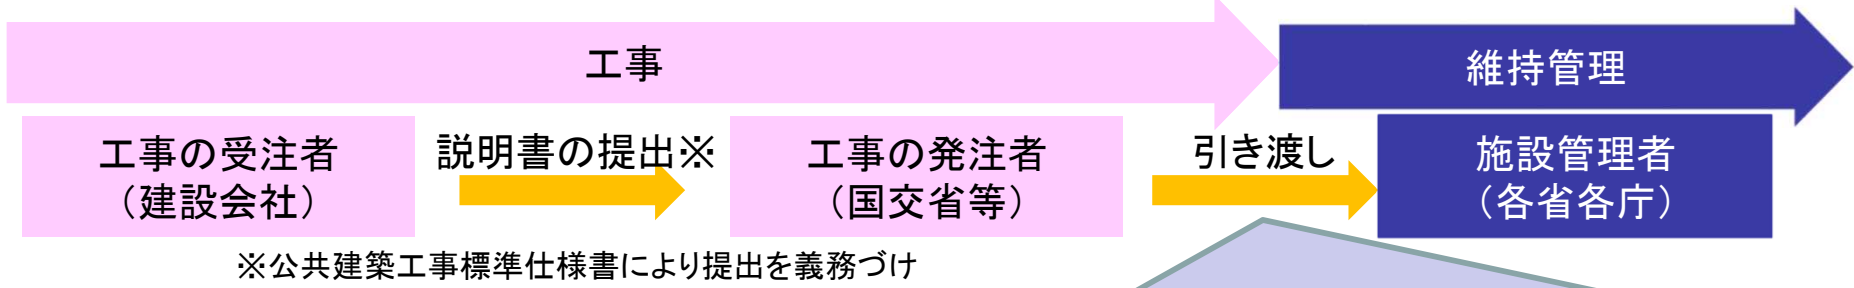 工事
維持管理
工事の受注者
（建設会社）
説明書の提出※
工事の発注者
（国交省等）
引き渡し
施設管理者
（各省各庁）
※公共建築工事標準仕様書により提出を義務づけ